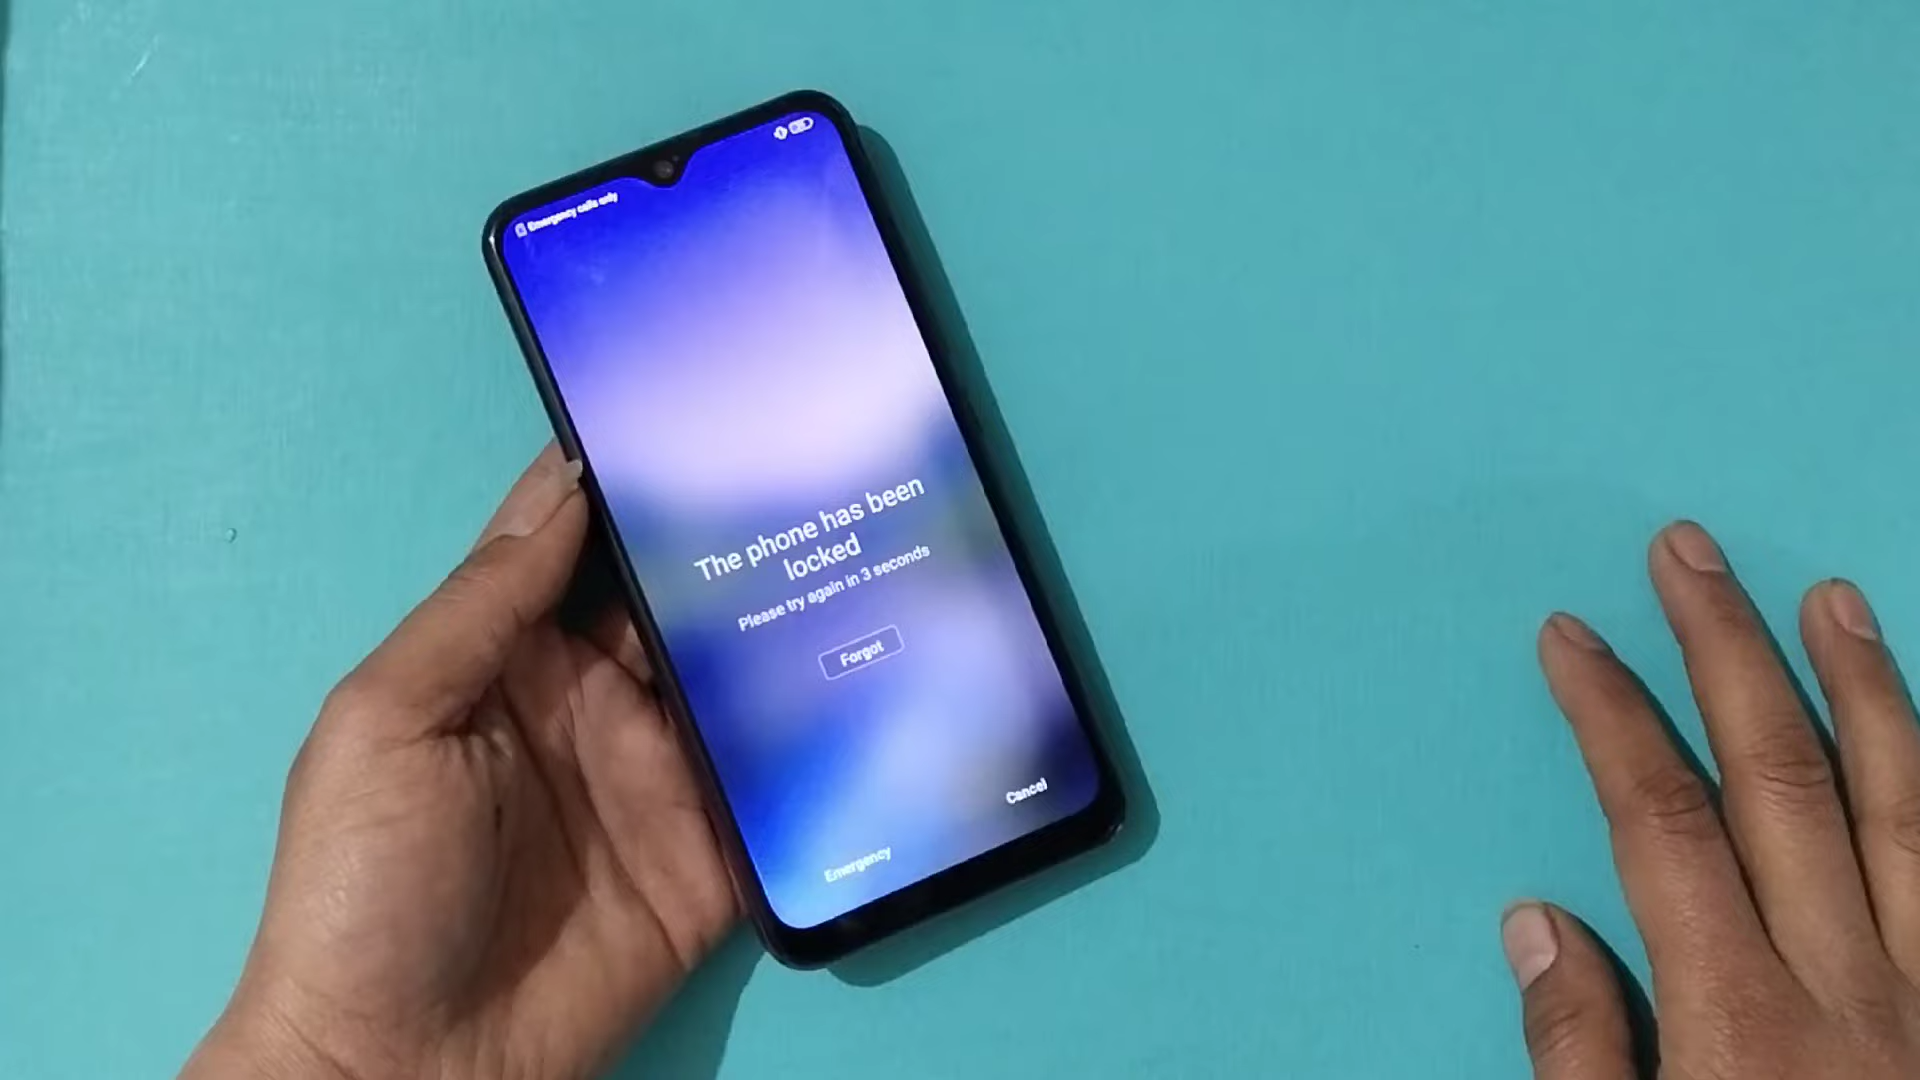 Emergency calls only
The phone has been
locked
Please try again in 3 seconds
Forgot
Cancel
Emergency